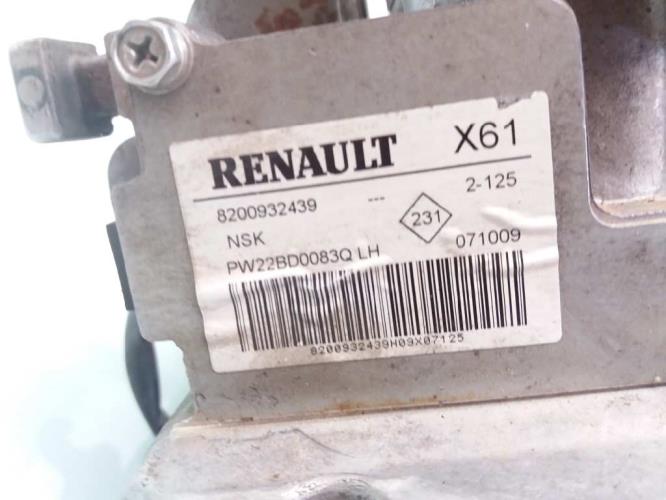 RENAULT X61
8200932439 --- 2-125
NSK 231
PW22BD0083Q LH 071009
8200932439H09X07125